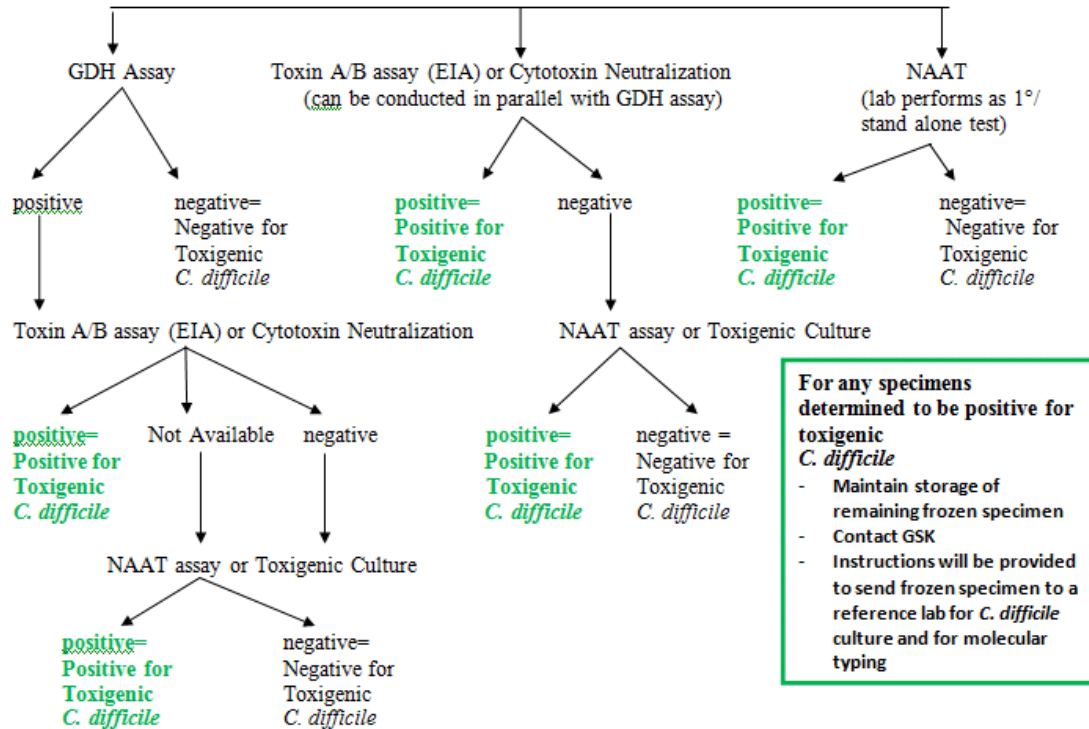 GDH Assay
Toxin A/B assay (EIA) or Cytotoxin Neutralization
(can be conducted in parallel with GDH assay)
NAAT
(lab performs as 1°/
stand alone test)
positive
negative=
Negative for
Toxigenic
C. difficile
positive=
Positive for
Toxigenic
C. difficile
negative
positive=
Positive for
Toxigenic
C. difficile
negative=
Negative for
Toxigenic
C. difficile
Toxin A/B assay (EIA) or Cytotoxin Neutralization
NAAT assay or Toxigenic Culture
positive=
Positive for
Toxigenic
C. difficile
Not Available
negative
positive=
Positive for
Toxigenic
C. difficile
negative =
Negative for
Toxigenic
C. difficile
NAAT assay or Toxigenic Culture
positive=
Positive for
Toxigenic
C. difficile
negative=
Negative for
Toxigenic
C. difficile
For any specimens
determined to be positive for
toxigenic
C. difficile
- Maintain storage of
remaining frozen specimen
- Contact GSK
- Instructions will be provided
to send frozen specimen to a
reference lab for C. difficile
culture and for molecular
typing